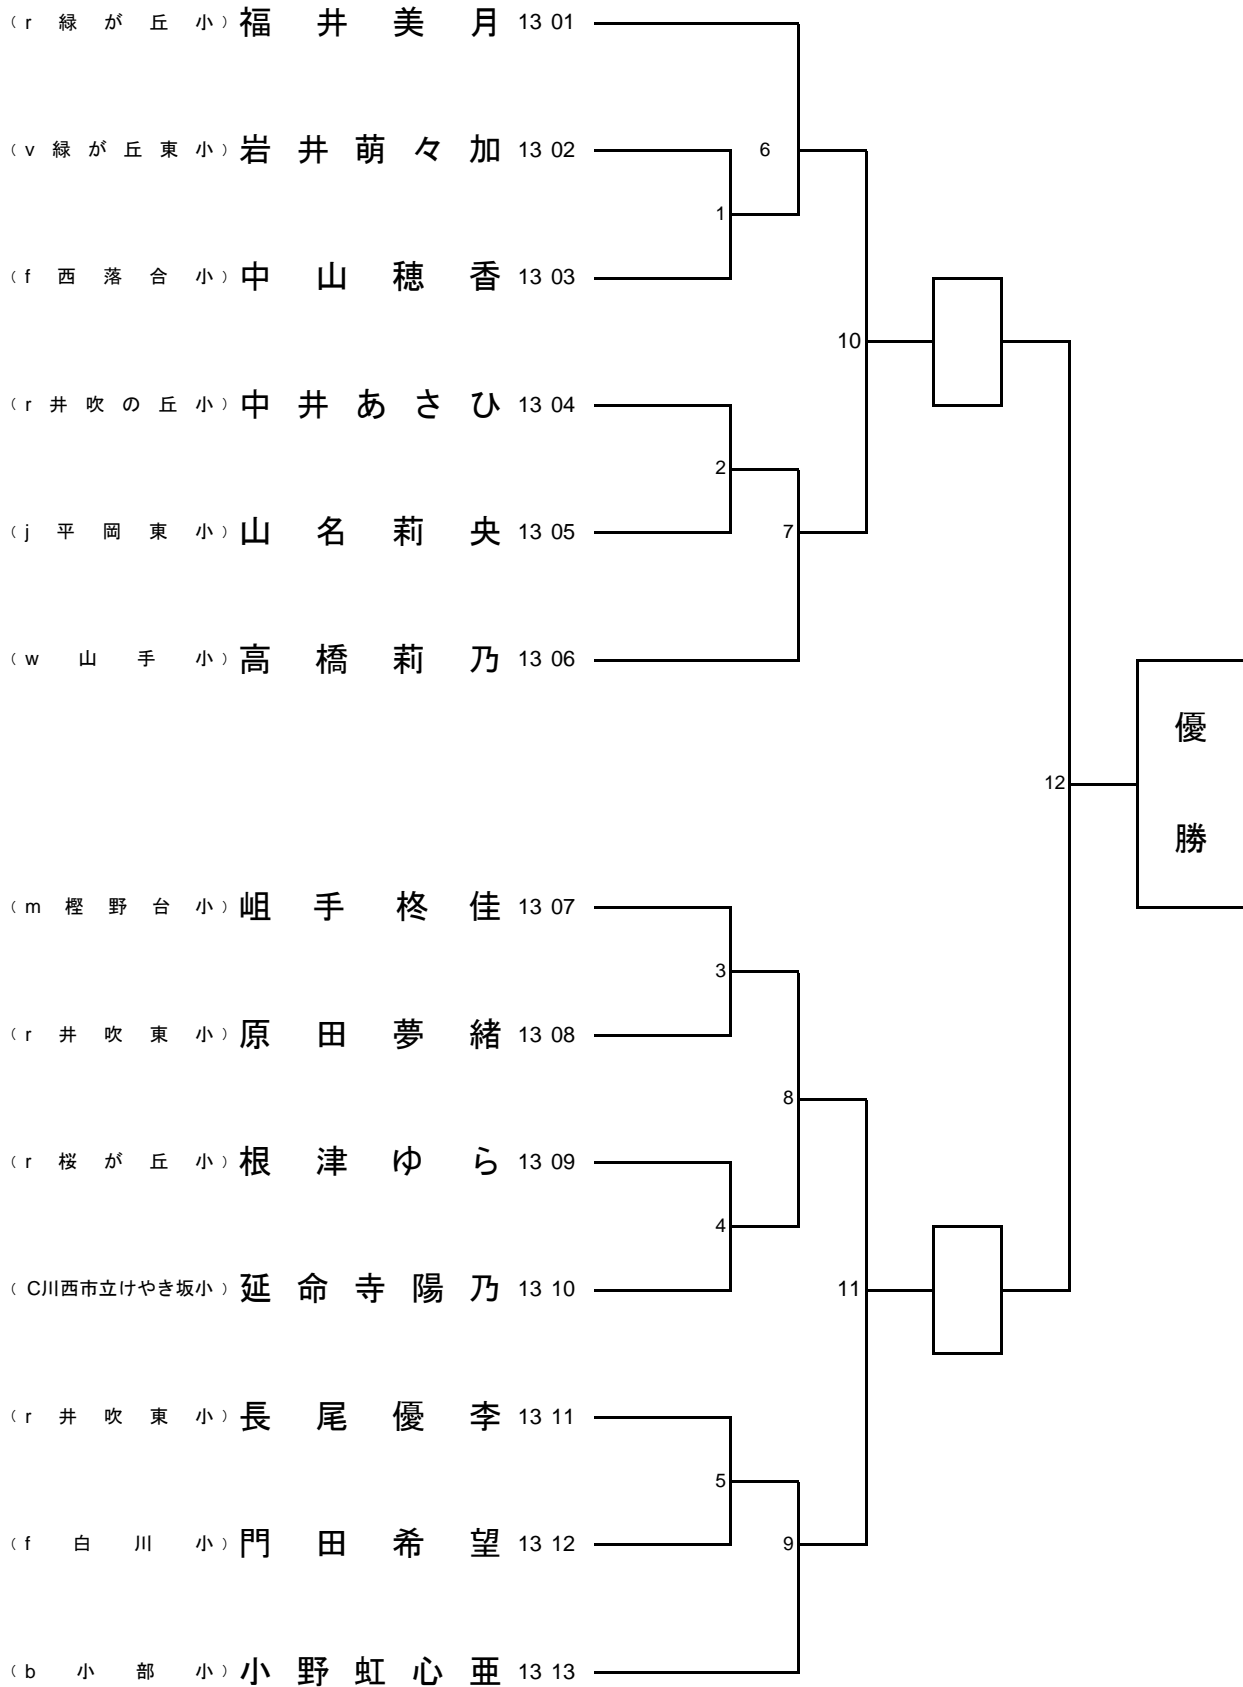 （r 緑が丘小）福井美月 13 01
（v 緑が丘東小）岩井萌々加 13 02
6
1
（f 西落合小）中山穂香 13 03
10
（r 井吹の丘小）中井あさひ 13 04
2
（j 平岡東小）山名莉央 13 05
7
（w 山手小）高橋莉乃 13 06
優
12
勝
（m 樫野台小）岨手柊佳 13 07
3
（r 井吹東小）原田夢緒 13 08
8
（r 桜が丘小）根津ゆら 13 09
4
（C川西市立けやき坂小）延命寺陽乃 13 10
11
（r 井吹東小）長尾優李 13 11
5
（f 白川小）門田希望 13 12
9
（b 小部小）小野虹心亜 13 13